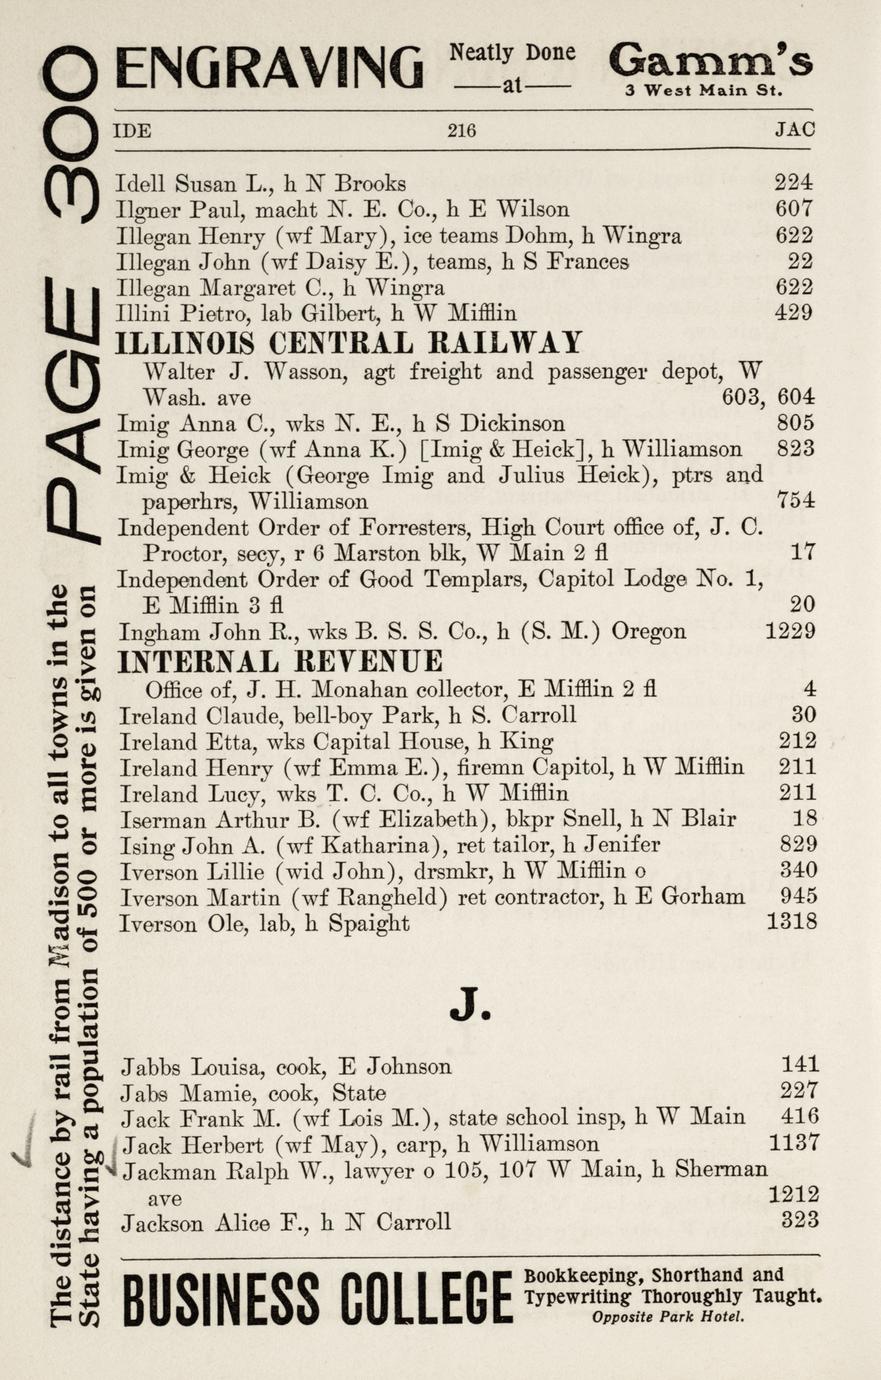 ENGRAVING Neatly Done
—at—
Gamm's
3 West Main St.
IDE 216 JAC
Idell Susan L., h N Brooks 224
Ilgner Paul, macht N. E. Co., h E Wilson 607
Illegan Henry (wf Mary), ice teams Dohm, h Wingra 622
Illegan John (wf Daisy E.), teams, h S Frances 22
Illegan Margaret C., h Wingra 622
Illini Pietro, lab Gilbert, h W Mifflin 429
ILLINOIS CENTRAL RAILWAY
Walter J. Wasson, agt freight and passenger depot, W
Wash. ave 603, 604
Imig Anna C., wks N. E., h S Dickinson 805
Imig George (wf Anna K.) [Imig & Heick], h Williamson 823
Imig & Heick (George Imig and Julius Heick), ptrs and
paperhrs, Williamson 754
Independent Order of Forresters, High Court office of, J. C.
Proctor, secy, r 6 Marston blk, W Main 2 fl 17
Independent Order of Good Templars, Capitol Lodge No. 1,
E Mifflin 3 fl 20
Ingham John R., wks B. S. S. Co., h (S. M.) Oregon 1229
INTERNAL REVENUE
Office of, J. H. Monahan collector, E Mifflin 2 fl 4
Ireland Claude, bell-boy Park, h S. Carroll 30
Ireland Etta, wks Capital House, h King 212
Ireland Henry (wf Emma E.), firemn Capitol, h W Mifflin 211
Ireland Lucy, wks T. C. Co., h W Mifflin 211
Iserman Arthur B. (wf Elizabeth), bkpr Snell, h N Blair 18
Ising John A. (wf Katharina), ret tailor, h Jenifer 829
Iverson Lillie (wid John), drsmkr, h W Mifflin o 340
Iverson Martin (wf Rangheld) ret contractor, h E Gorham 945
Iverson Ole, lab, h Spaight 1318
J.
Jabbs Louisa, cook, E Johnson 141
Jabs Mamie, cook, State 227
Jack Frank M. (wf Lois M.), state school insp, h W Main 416
Jack Herbert (wf May), carp, h Williamson 1137
Jackman Ralph W., lawyer o 105, 107 W Main, h Sherman
ave 1212
Jackson Alice F., h N Carroll 323
BUSINESS COLLEGE Bookkeeping, Shorthand and
Typewriting Thoroughly Taught.
Opposite Park Hotel.
The distance by rail from Madison to all towns in the
State having a population of 500 or more is given on
PAGE 300